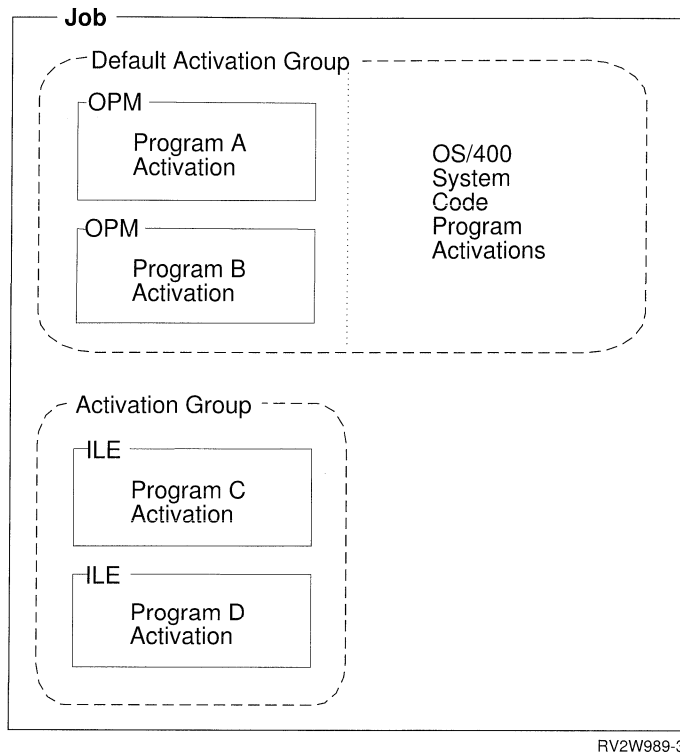 Job
Default Activation Group
OPM
Program A
Activation
OPM
Program B
Activation
OS/400
System
Code
Program
Activations
Activation Group
ILE
Program C
Activation
ILE
Program D
Activation
RV2W989-3